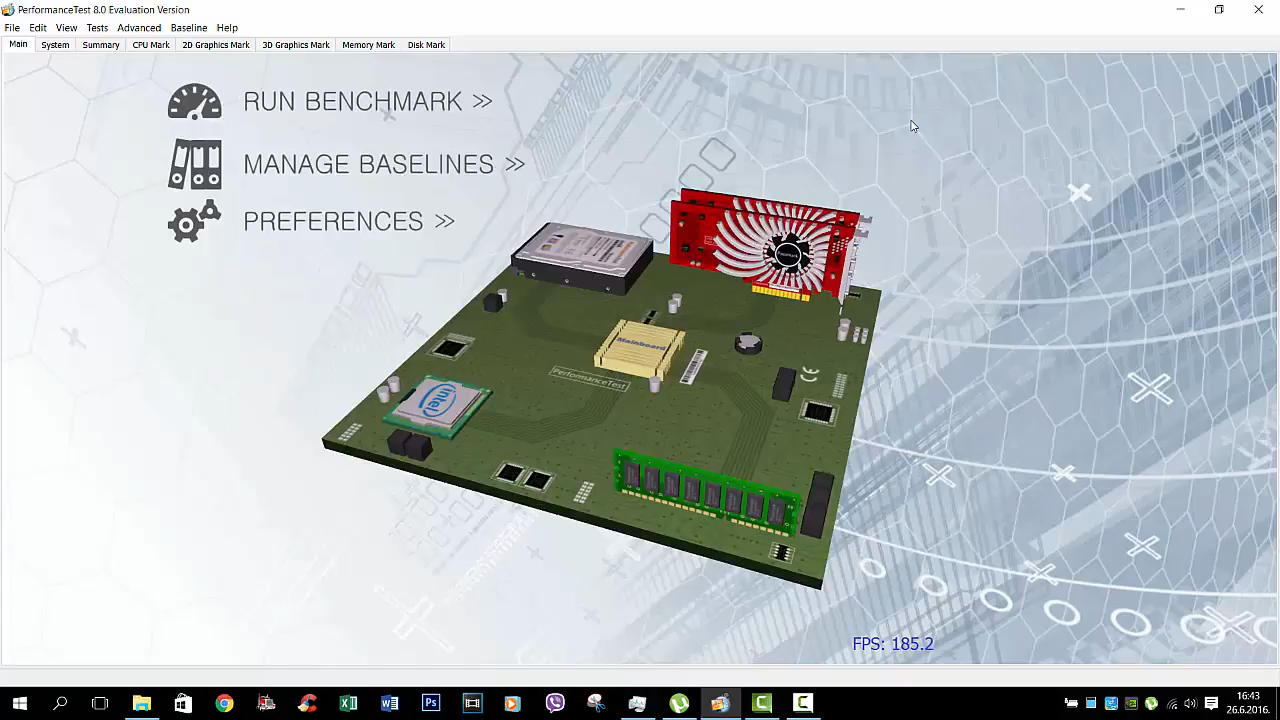 PerformanceTest 8.0 Evaluation Version
File Edit View Tests Advanced Baseline Help
Main System Summary CPU Mark 2D Graphics Mark 3D Graphics Mark Memory Mark Disk Mark
RUN BENCHMARK >>
MANAGE BASELINES >>
PREFERENCES >>
Mainboard
PerformanceTest
CE
intel
FPS: 185.2
16:43
26.6.2016.